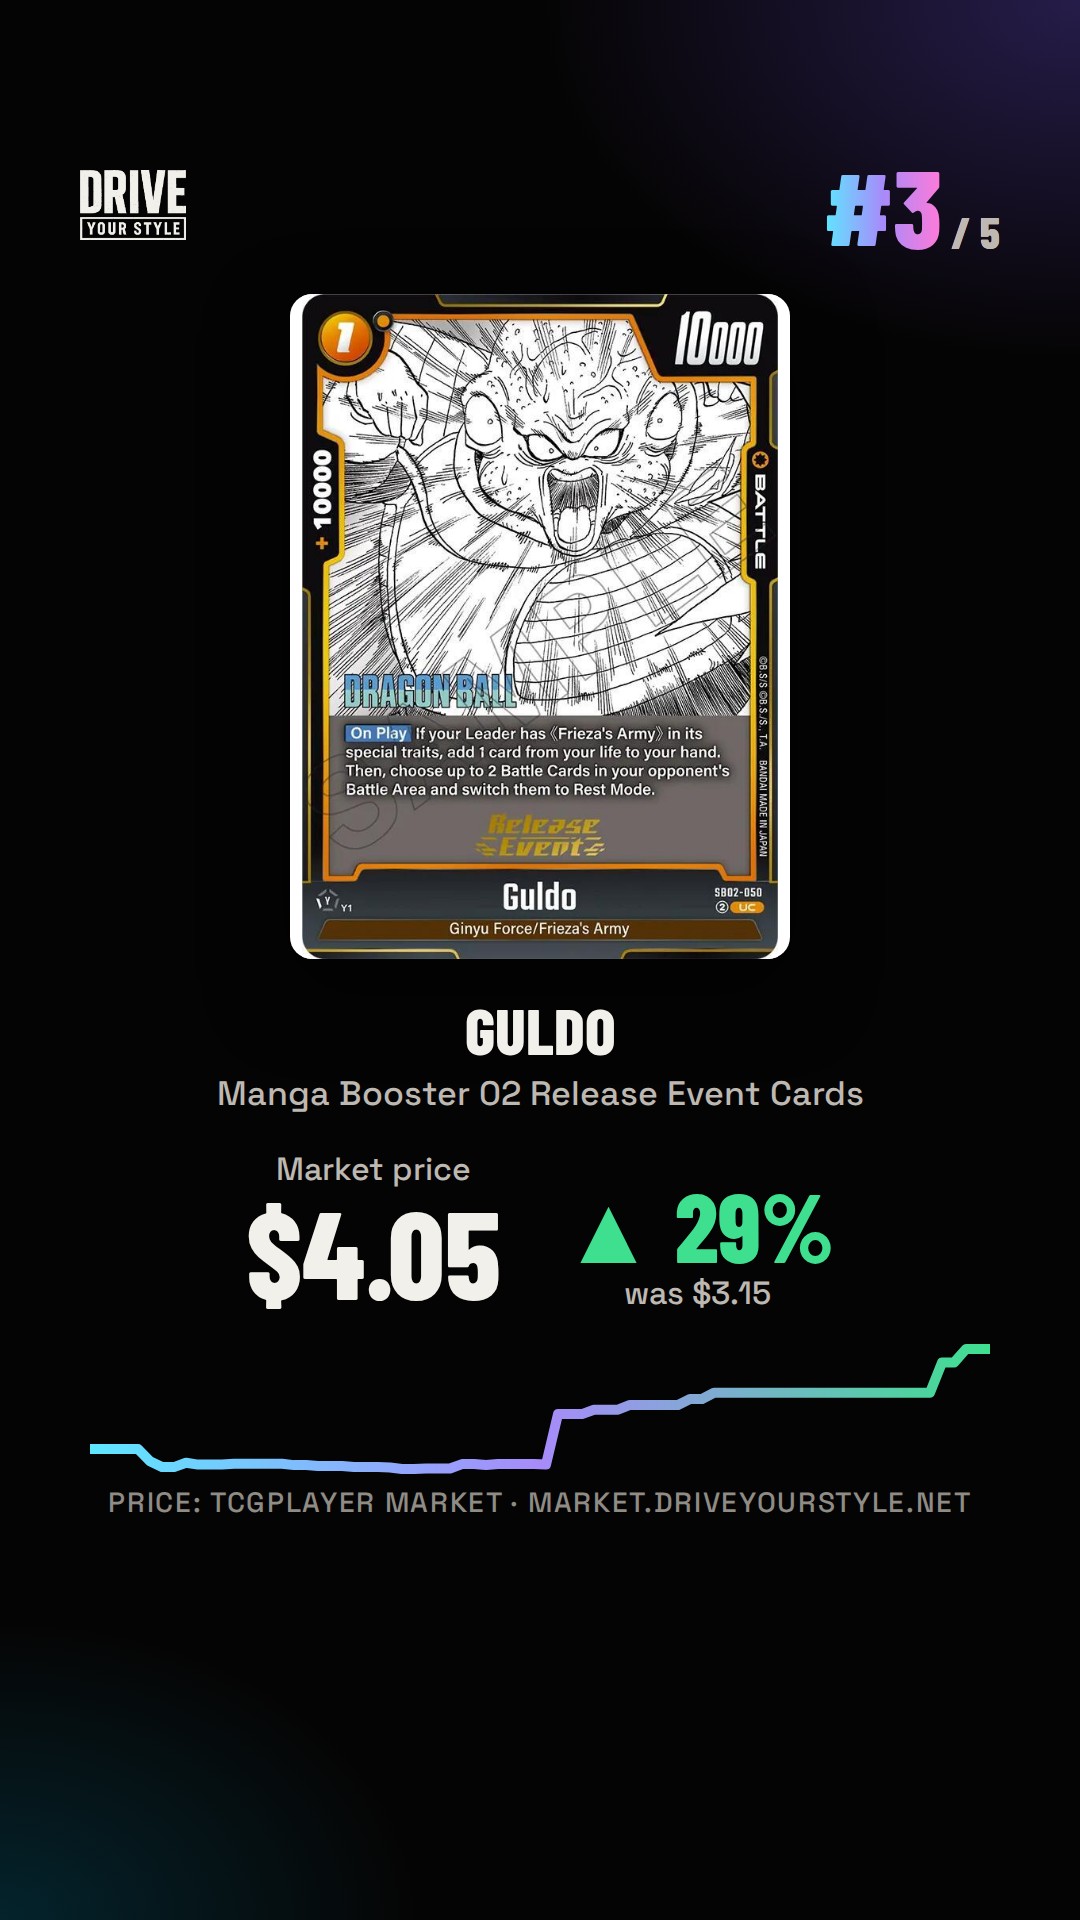 DRIVE
YOUR STYLE
#3 / 5
1
10000
+ 10000
BATTLE
SAMPLE
DRAGON BALL
On Play If your Leader has 《Frieza's Army》 in its
special traits, add 1 card from your life to your hand.
Then, choose up to 2 Battle Cards in your opponent's
Battle Area and switch them to Rest Mode.
©B.S/S ©B.S./S., T.A. BANDAI MADE IN JAPAN
Release
Event
Y Y1
Guldo
SB02-050
2 UC
Ginyu Force/Frieza's Army
GULDO
Manga Booster 02 Release Event Cards
Market price
$4.05
▲ 29%
was $3.15
PRICE: TCGPLAYER MARKET · MARKET.DRIVEYOURSTYLE.NET